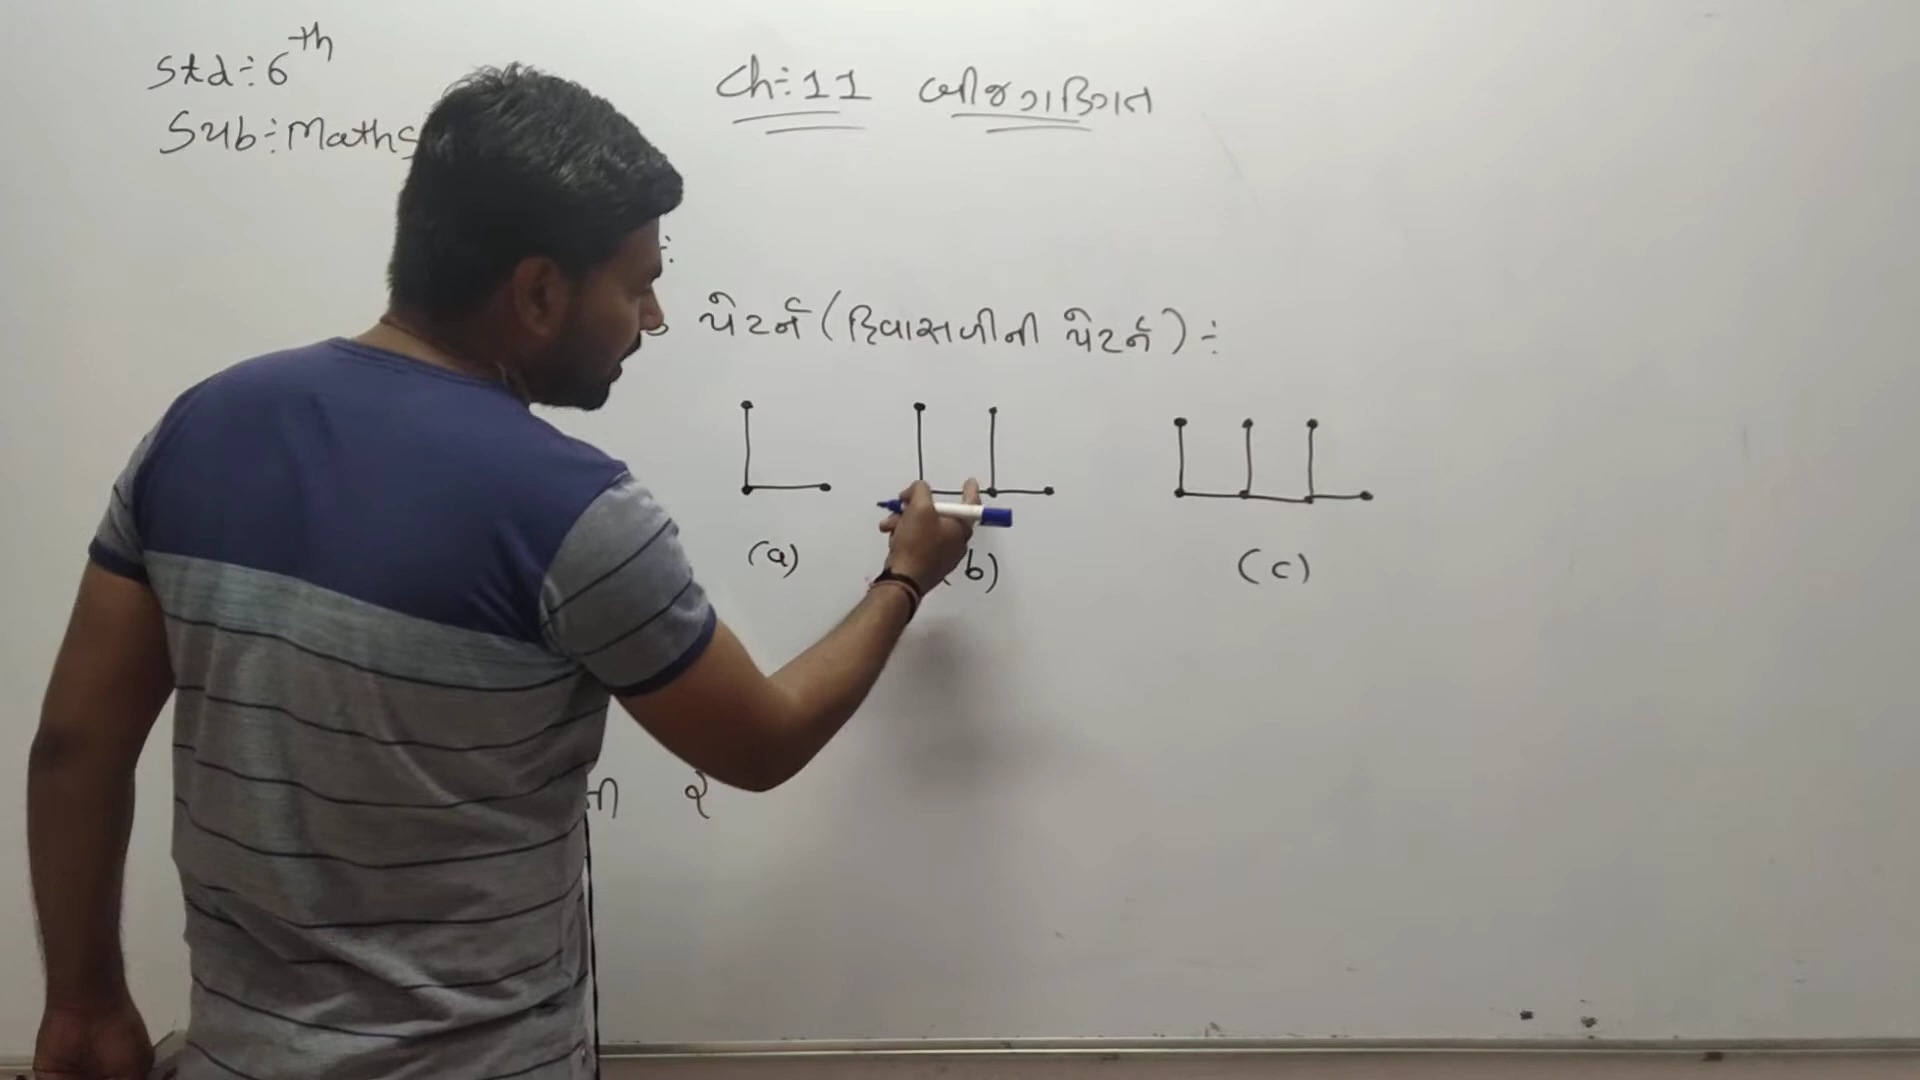 Std÷6th
Sub÷Maths
Ch÷11 બીજગણિત
પેટર્ન (દિવાસળીની પેટર્ન) ÷
(a) (b) (c)